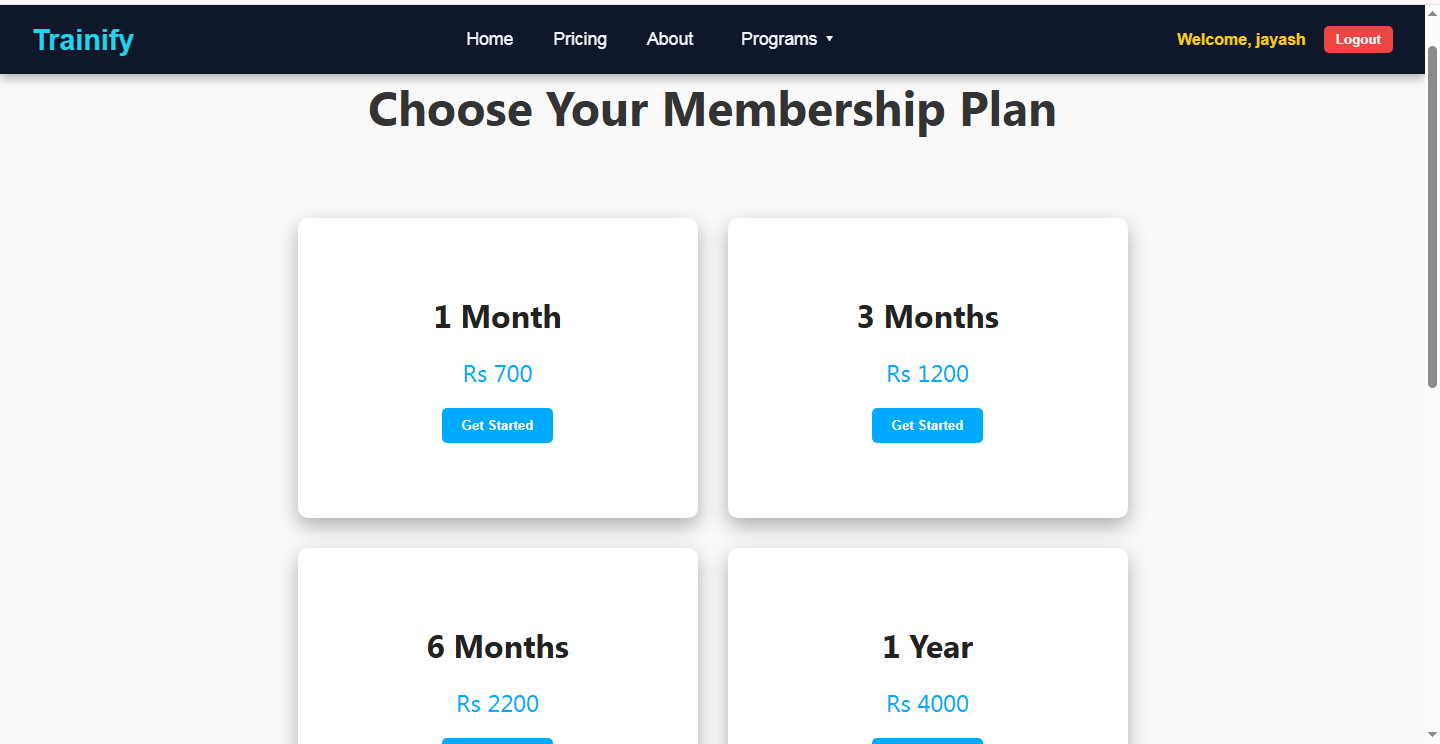 Trainify
Home Pricing About Programs ▼
Welcome, jayash
Logout
Choose Your Membership Plan
1 Month
Rs 700
Get Started
3 Months
Rs 1200
Get Started
6 Months
Rs 2200
1 Year
Rs 4000